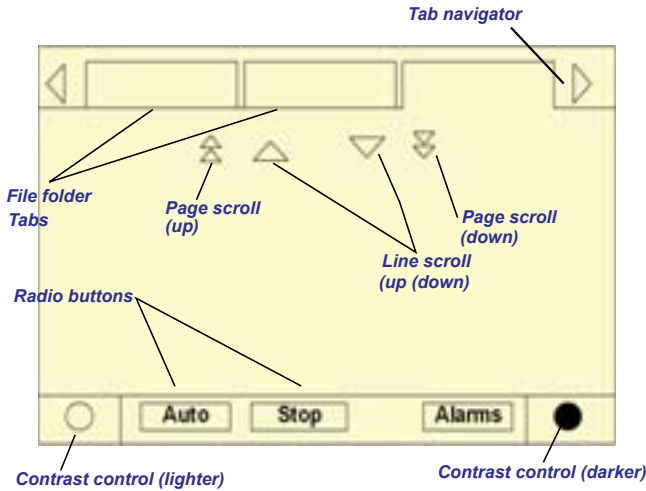 Tab navigator
File folder
Tabs
Page scroll
(up)
Page scroll
(down)
Line scroll
(up (down)
Radio buttons
Auto
Stop
Alarms
Contrast control (lighter)
Contrast control (darker)